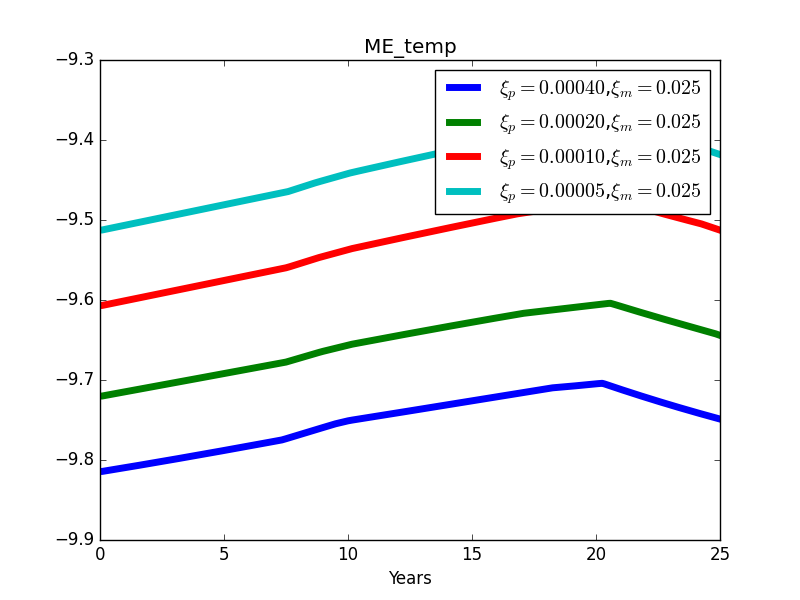 ME_temp
−9.3
−9.4
−9.5
−9.6
−9.7
−9.8
−9.9
ξp = 0.00040,ξm = 0.025
ξp = 0.00020,ξm = 0.025
ξp = 0.00010,ξm = 0.025
ξp = 0.00005,ξm = 0.025
0 5 10 15 20 25
Years